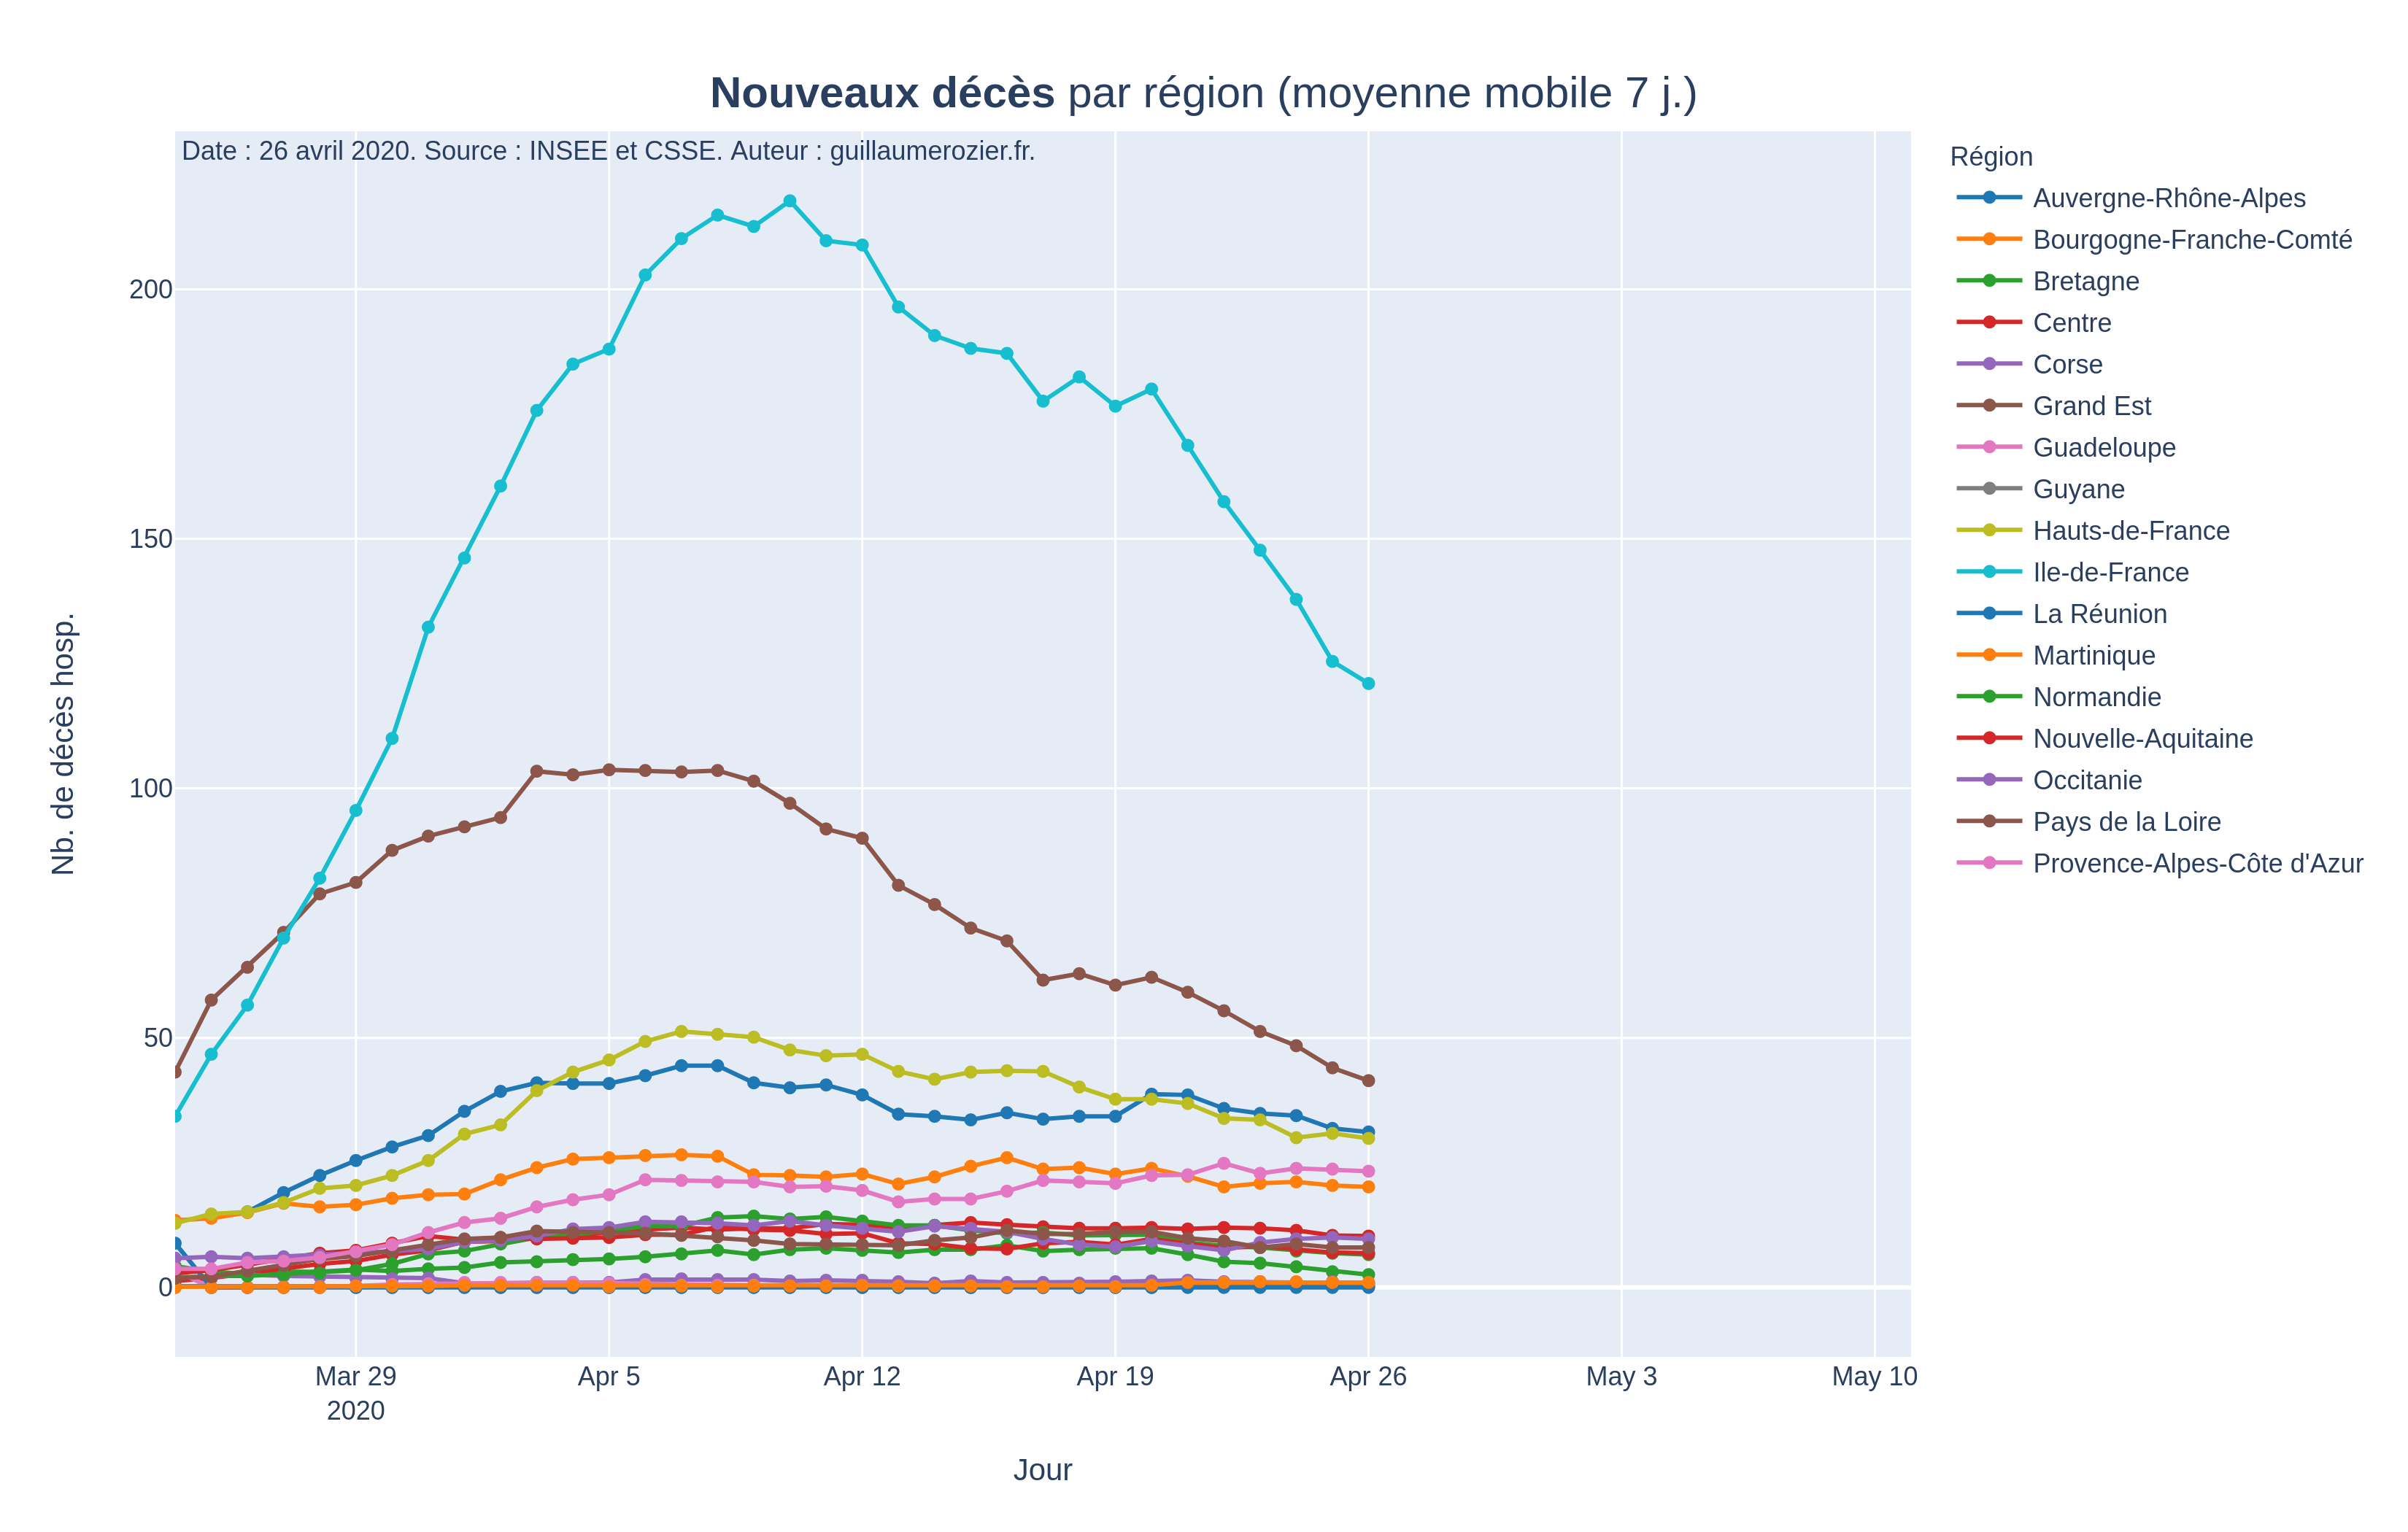 Nouveaux décès par région (moyenne mobile 7 j.)
Date : 26 avril 2020. Source : INSEE et CSSE. Auteur : guillaumerozier.fr.
Région
Auvergne-Rhône-Alpes
Bourgogne-Franche-Comté
Bretagne
Centre
Corse
Grand Est
Guadeloupe
Guyane
Hauts-de-France
Ile-de-France
La Réunion
Martinique
Normandie
Nouvelle-Aquitaine
Occitanie
Pays de la Loire
Provence-Alpes-Côte d'Azur
Nb. de décès hosp.
200
150
100
50
0
Mar 29 Apr 5 Apr 12 Apr 19 Apr 26 May 3 May 10
2020
Jour